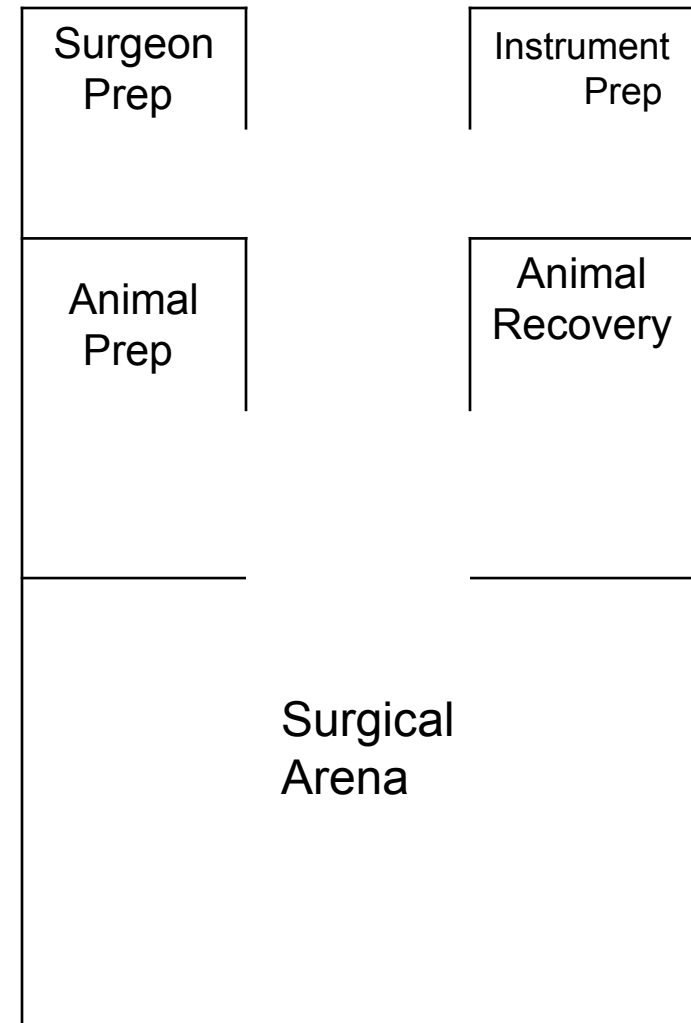 Surgeon
Prep
Instrument
Prep
Animal
Prep
Animal
Recovery
Surgical
Arena